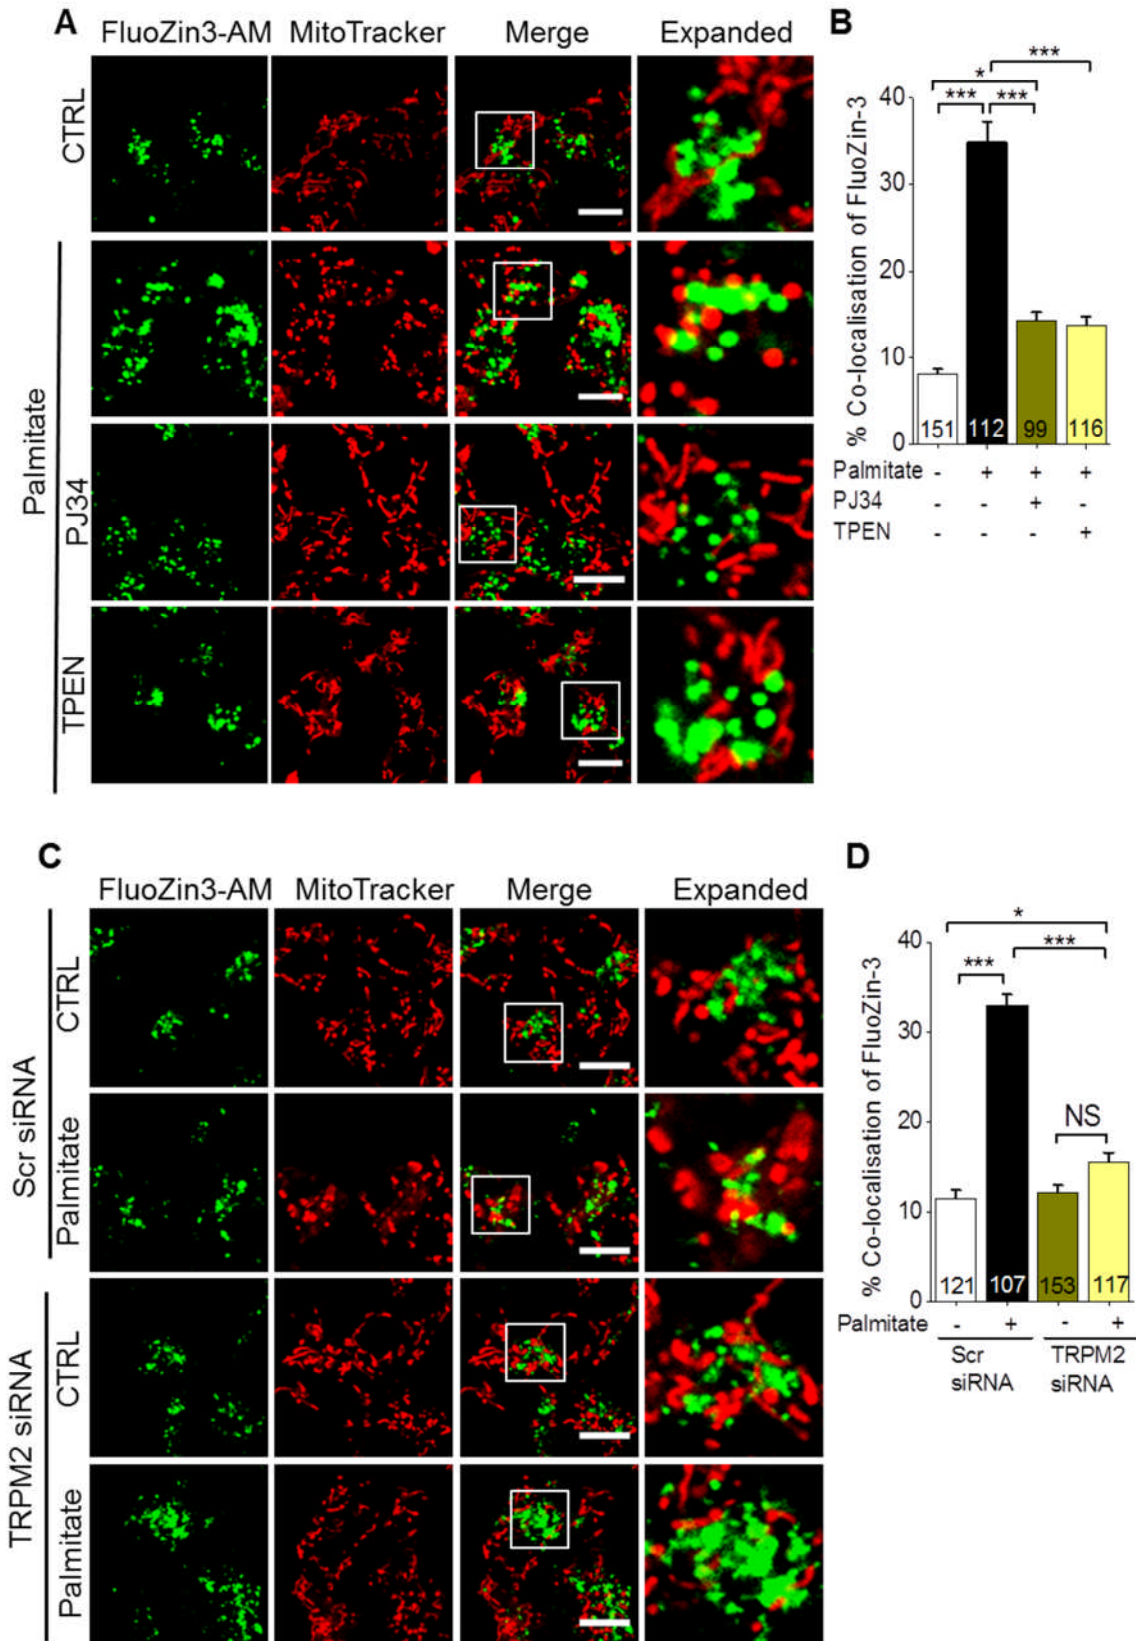 A
FluoZin3-AM MitoTracker Merge Expanded
CTRL
Palmitate
PJ34
TPEN
B
% Co-localisation of FluoZin-3
***
*
*** ***
40
30
20
10
0
151 112 99 116
Palmitate - + + +
PJ34 - - + -
TPEN - - - +
C
FluoZin3-AM MitoTracker Merge Expanded
Scr siRNA
CTRL
Palmitate
TRPM2 siRNA
CTRL
Palmitate
D
% Co-localisation of FluoZin-3
*
***
***
NS
40
30
20
10
0
121 107 153 117
Palmitate - + - +
Scr TRPM2
siRNA siRNA